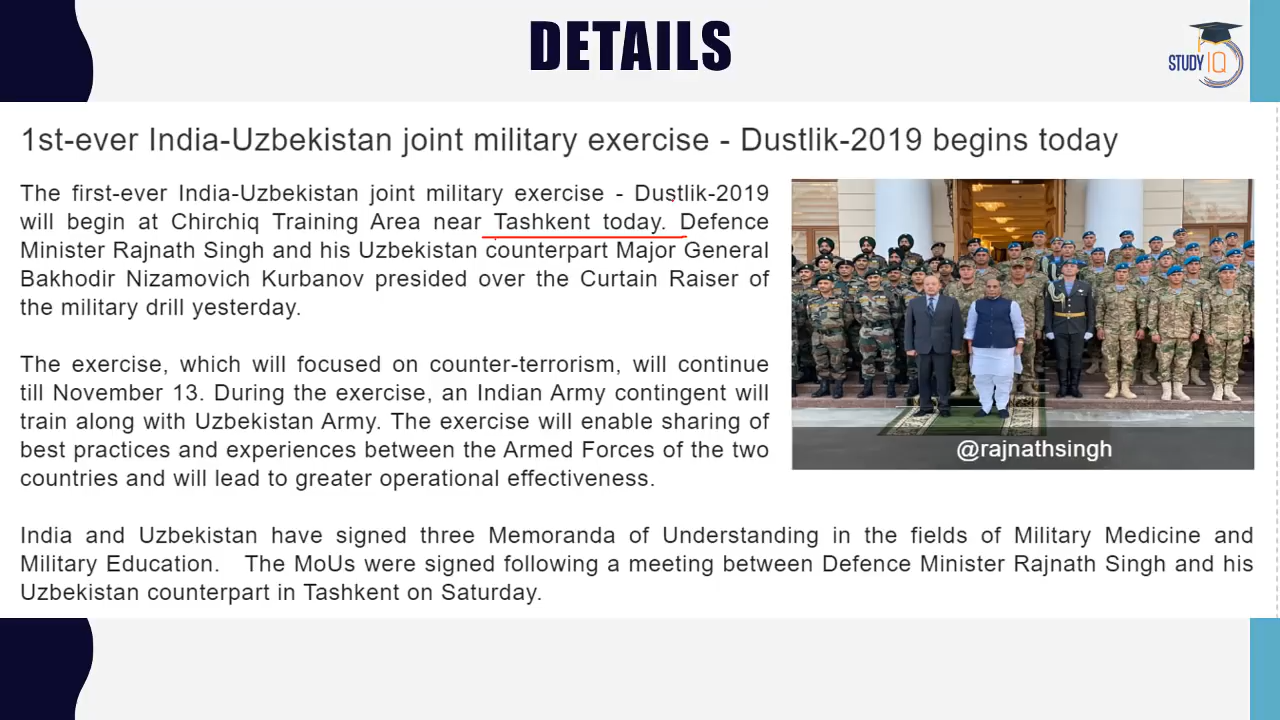 DETAILS
STUDY IQ
1st-ever India-Uzbekistan joint military exercise - Dustlik-2019 begins today
The first-ever India-Uzbekistan joint military exercise - Dustlik-2019
will begin at Chirchiq Training Area near Tashkent today. Defence
Minister Rajnath Singh and his Uzbekistan counterpart Major General
Bakhodir Nizamovich Kurbanov presided over the Curtain Raiser of
the military drill yesterday.
The exercise, which will focused on counter-terrorism, will continue
till November 13. During the exercise, an Indian Army contingent will
train along with Uzbekistan Army. The exercise will enable sharing of
best practices and experiences between the Armed Forces of the two
countries and will lead to greater operational effectiveness.
@rajnathsingh
India and Uzbekistan have signed three Memoranda of Understanding in the fields of Military Medicine and
Military Education. The MoUs were signed following a meeting between Defence Minister Rajnath Singh and his
Uzbekistan counterpart in Tashkent on Saturday.